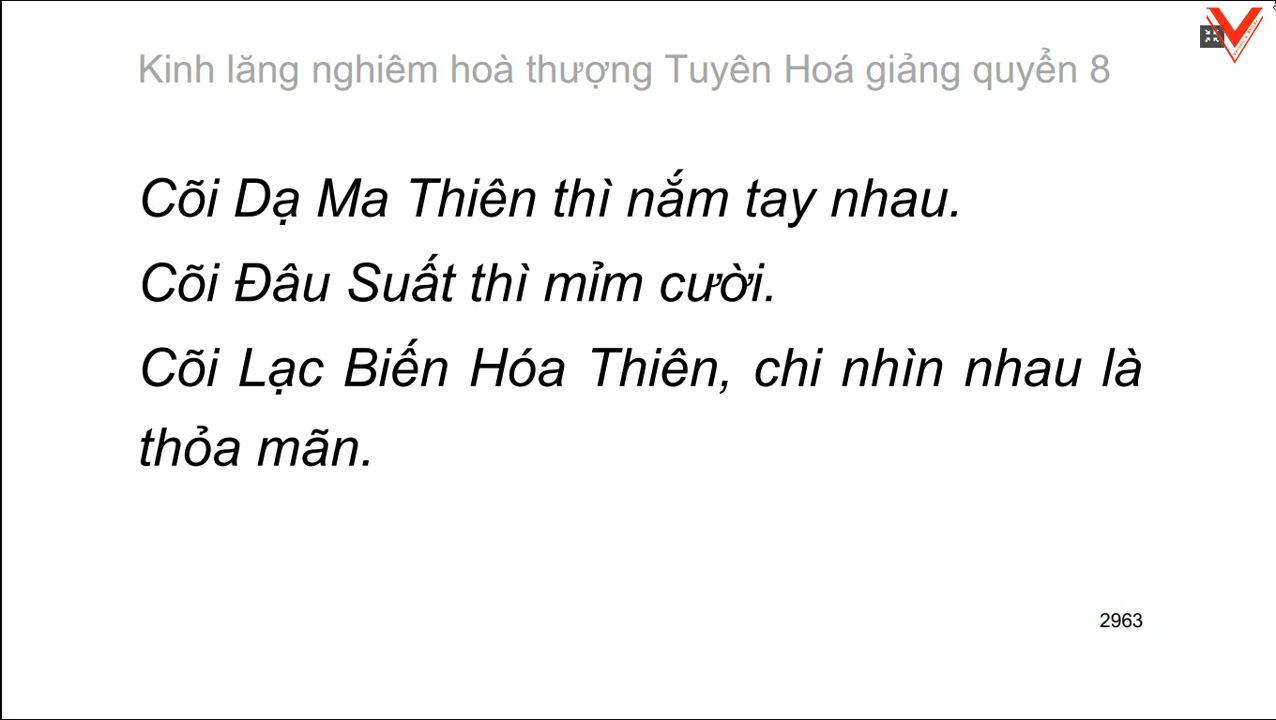 Kinh lăng nghiêm hoà thượng Tuyên Hoá giảng quyển 8
Cõi Dạ Ma Thiên thì nắm tay nhau.
Cõi Đâu Suất thì mỉm cười.
Cõi Lạc Biến Hóa Thiên, chi nhìn nhau là
thỏa mãn.
2963